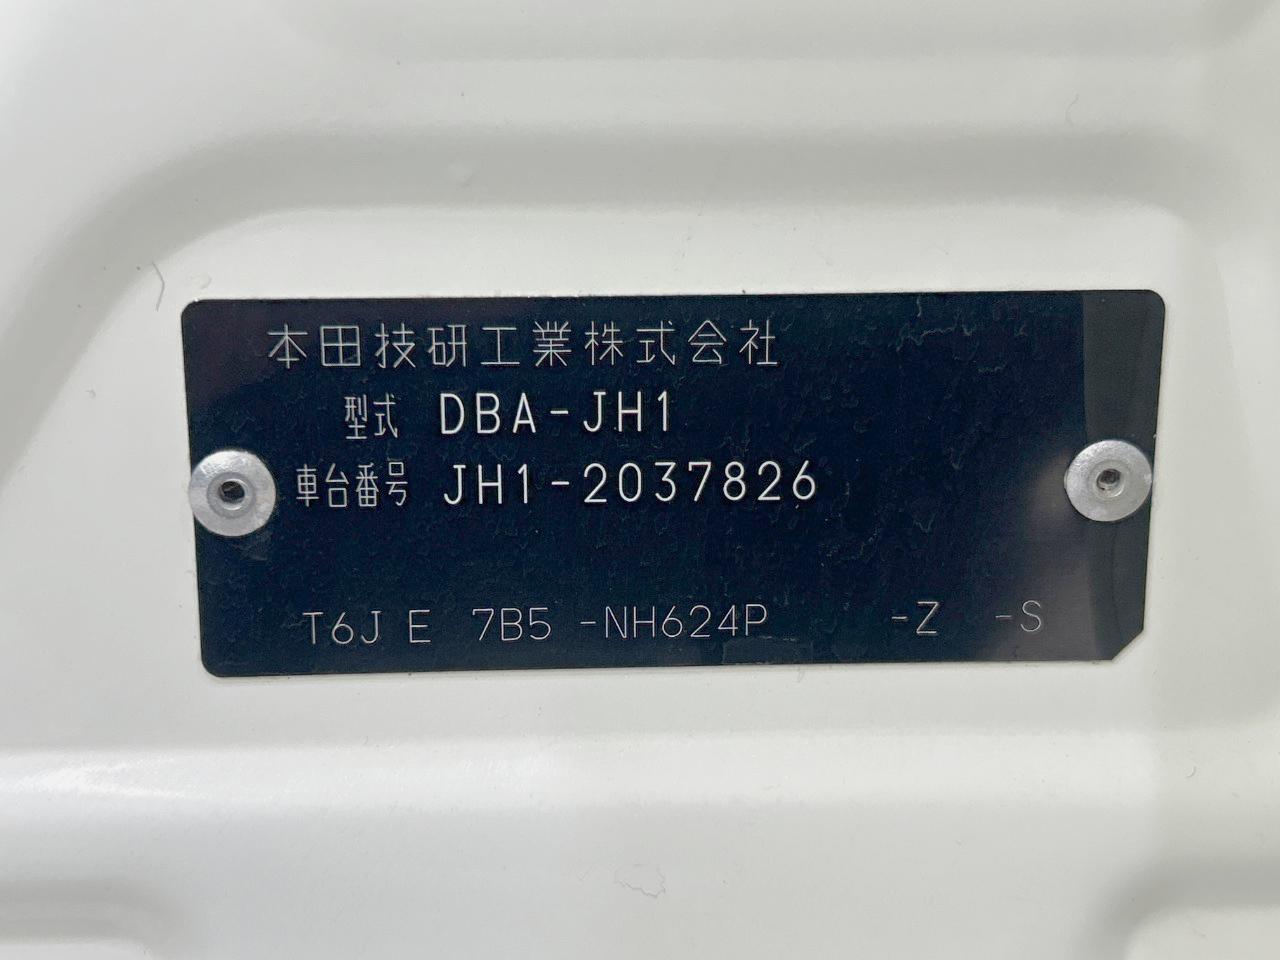 本田技研工業株式会社
型式 DBA-JH1
車台番号 JH1-2037826
T6J E 7B5 -NH624P -Z -S